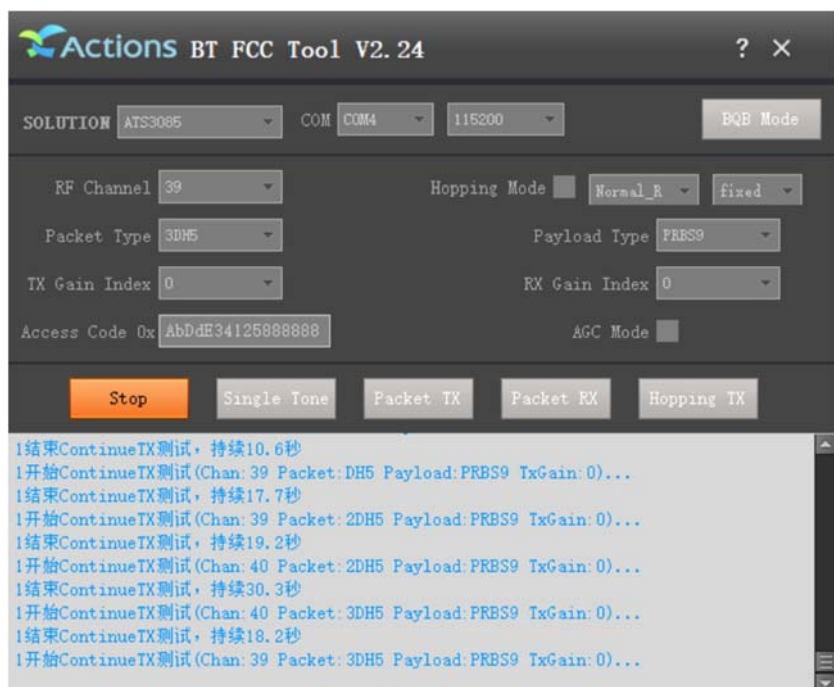 Actions BT FCC Tool V2.24 ? ×
SOLUTION ATS3085 COM COM4 115200 BQB Mode
RF Channel 39 Hopping Mode Normal_R fixed
Packet Type 3DH5 Payload Type PRBS9
TX Gain Index 0 RX Gain Index 0
Access Code 0x AbDdE34125888888 AGC Mode
Stop Single Tone Packet TX Packet RX Hopping TX
1结束ContinueTX测试，持续10.6秒
1开始ContinueTX测试(Chan:39 Packet:DH5 Payload:PRBS9 TxGain:0)...
1结束ContinueTX测试，持续17.7秒
1开始ContinueTX测试(Chan:39 Packet:2DH5 Payload:PRBS9 TxGain:0)...
1结束ContinueTX测试，持续19.2秒
1开始ContinueTX测试(Chan:40 Packet:2DH5 Payload:PRBS9 TxGain:0)...
1结束ContinueTX测试，持续30.3秒
1开始ContinueTX测试(Chan:40 Packet:3DH5 Payload:PRBS9 TxGain:0)...
1结束ContinueTX测试，持续18.2秒
1开始ContinueTX测试(Chan:39 Packet:3DH5 Payload:PRBS9 TxGain:0)...